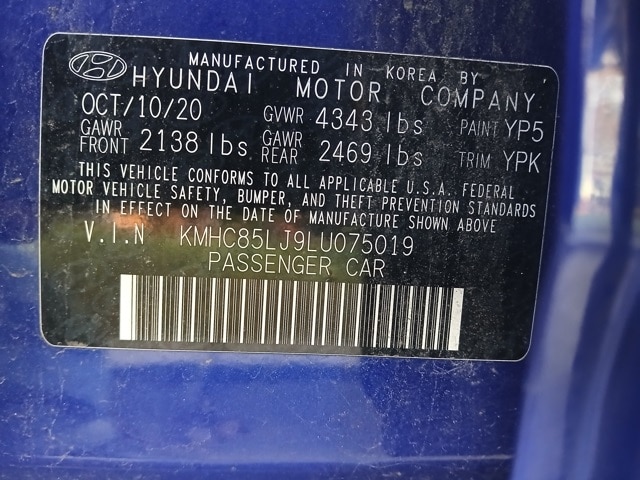 MANUFACTURED IN KOREA BY
HYUNDAI MOTOR COMPANY
OCT/10/20 GVWR 4343 lbs PAINT YP5
GAWR FRONT 2138 lbs GAWR REAR 2469 lbs TRIM YPK
THIS VEHICLE CONFORMS TO ALL APPLICABLE U.S.A. FEDERAL
MOTOR VEHICLE SAFETY, BUMPER, AND THEFT PREVENTION STANDARDS
IN EFFECT ON THE DATE OF MANUFACTURE SHOWN ABOVE
V.I.N KMHC85LJ9LU075019
PASSENGER CAR